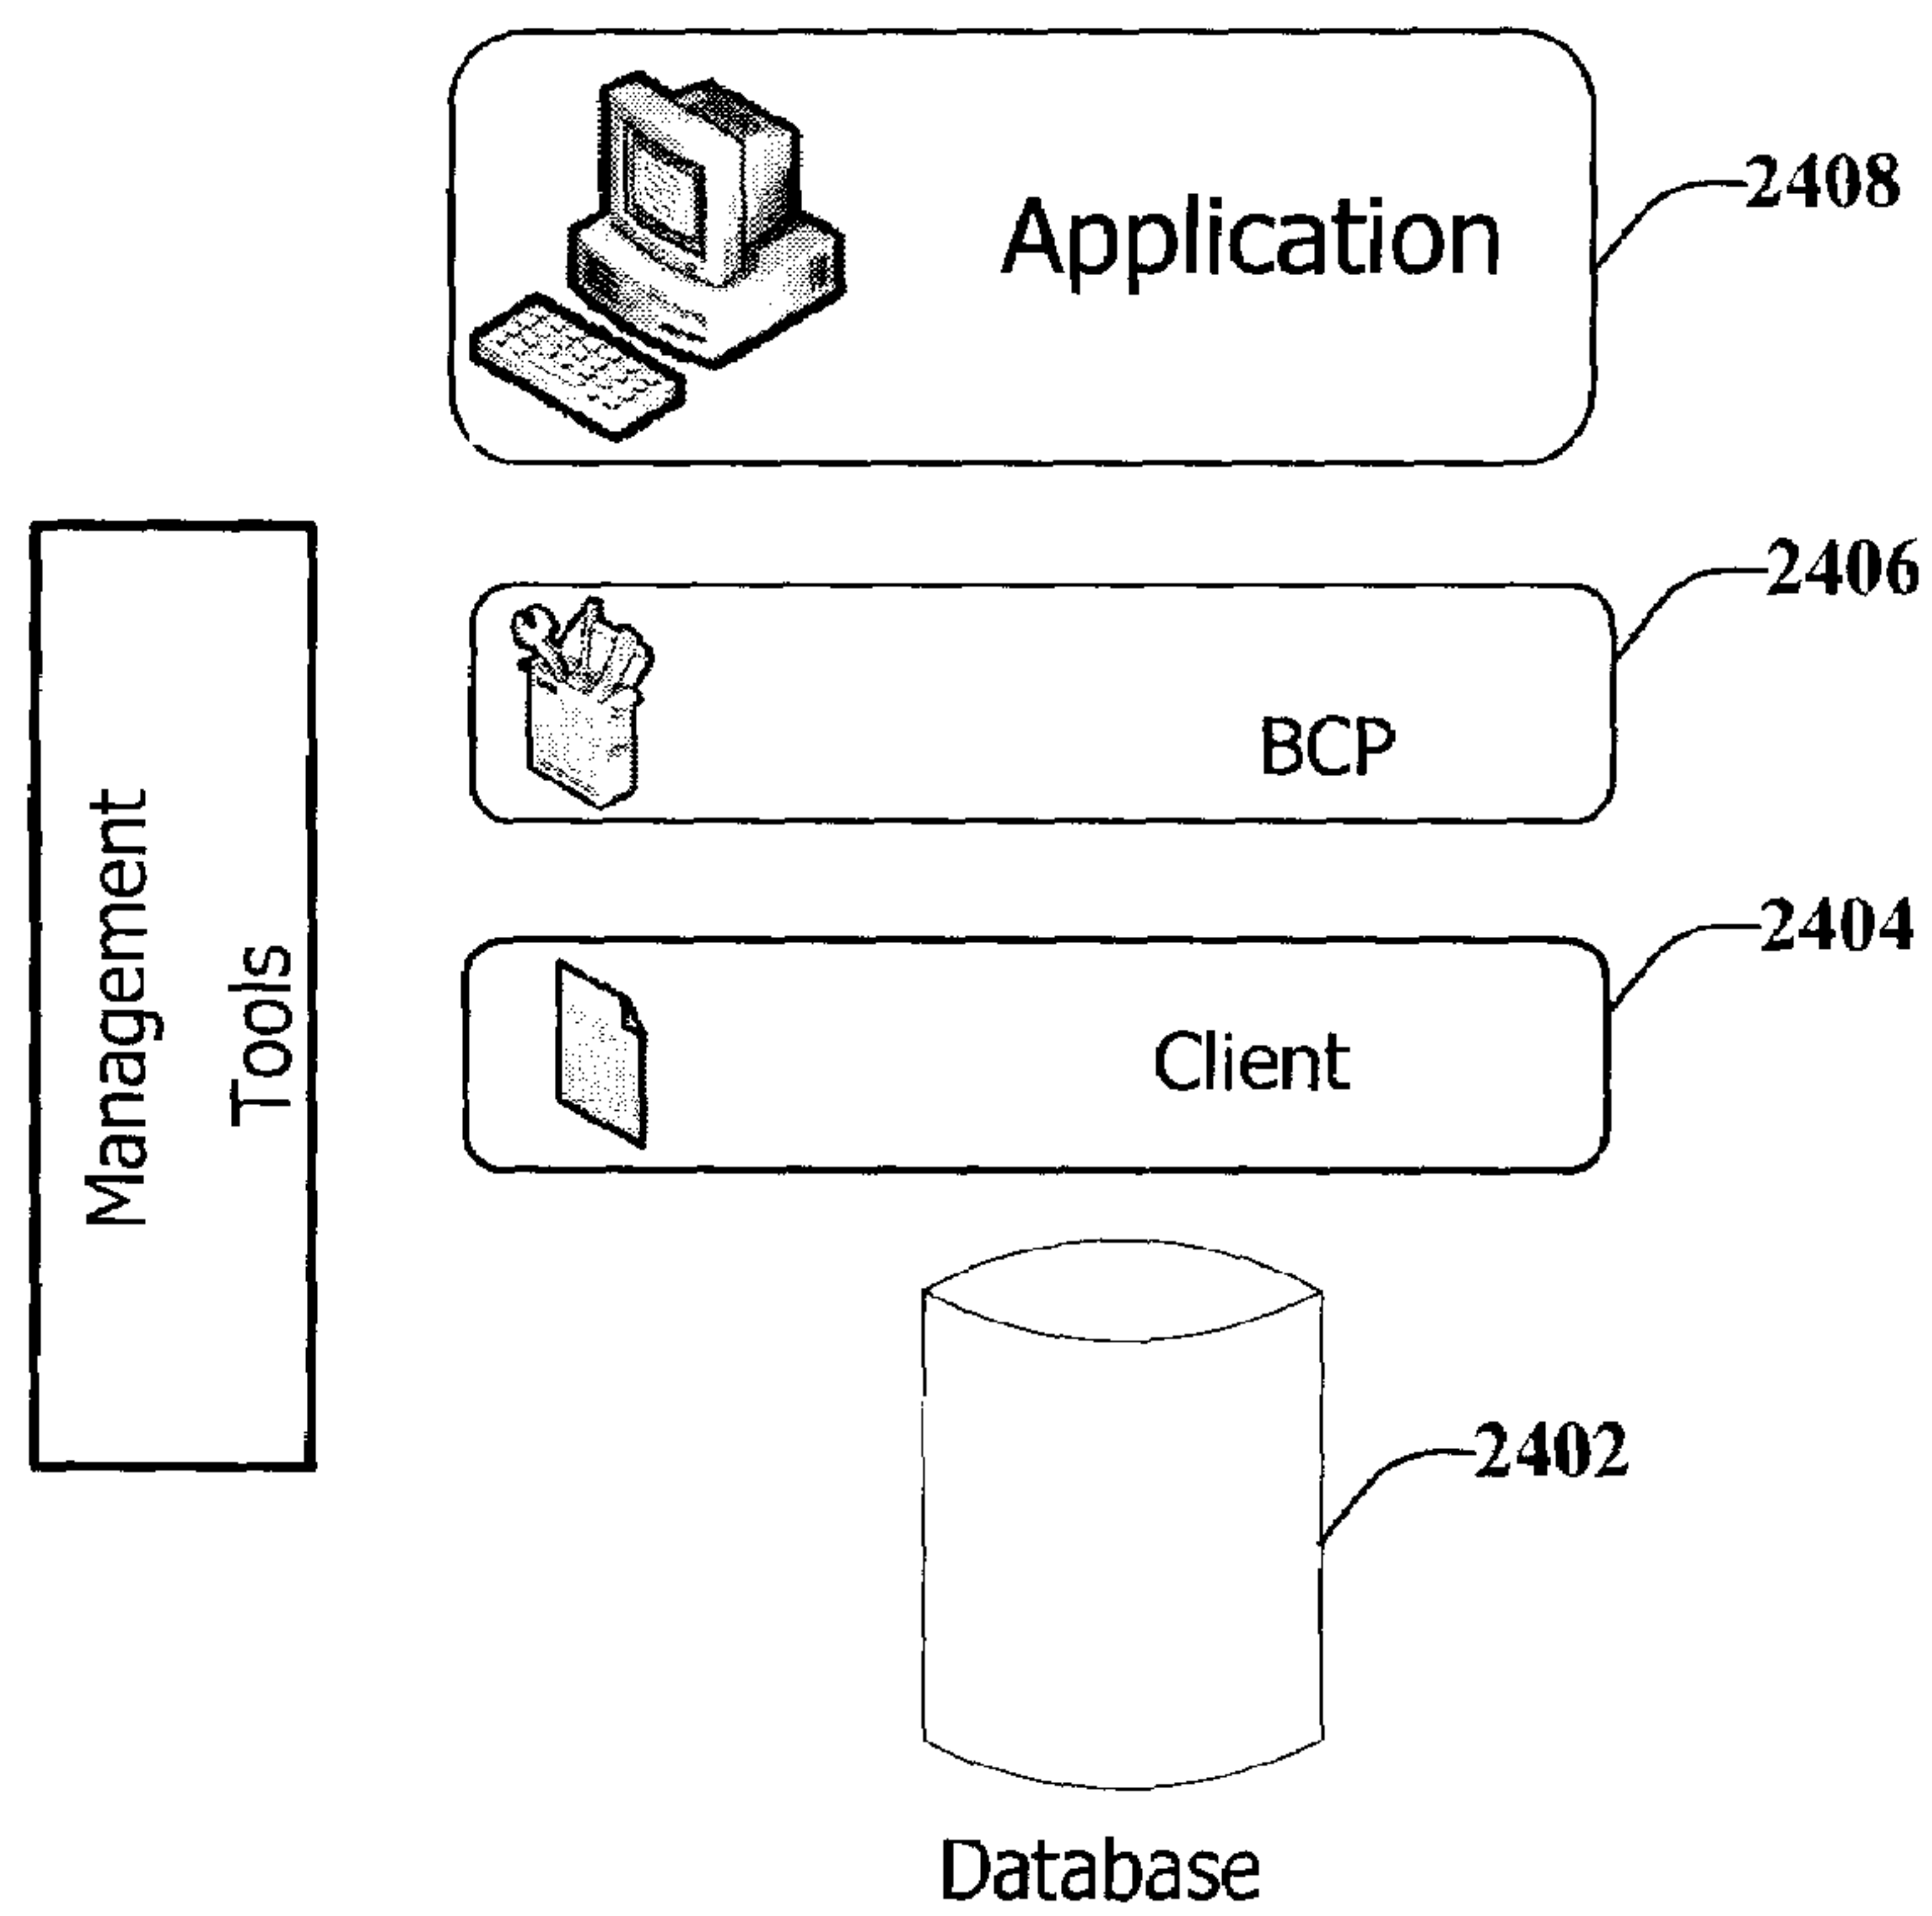 Application
2408
2406
BCP
2404
Client
Management
Tools
2402
Database